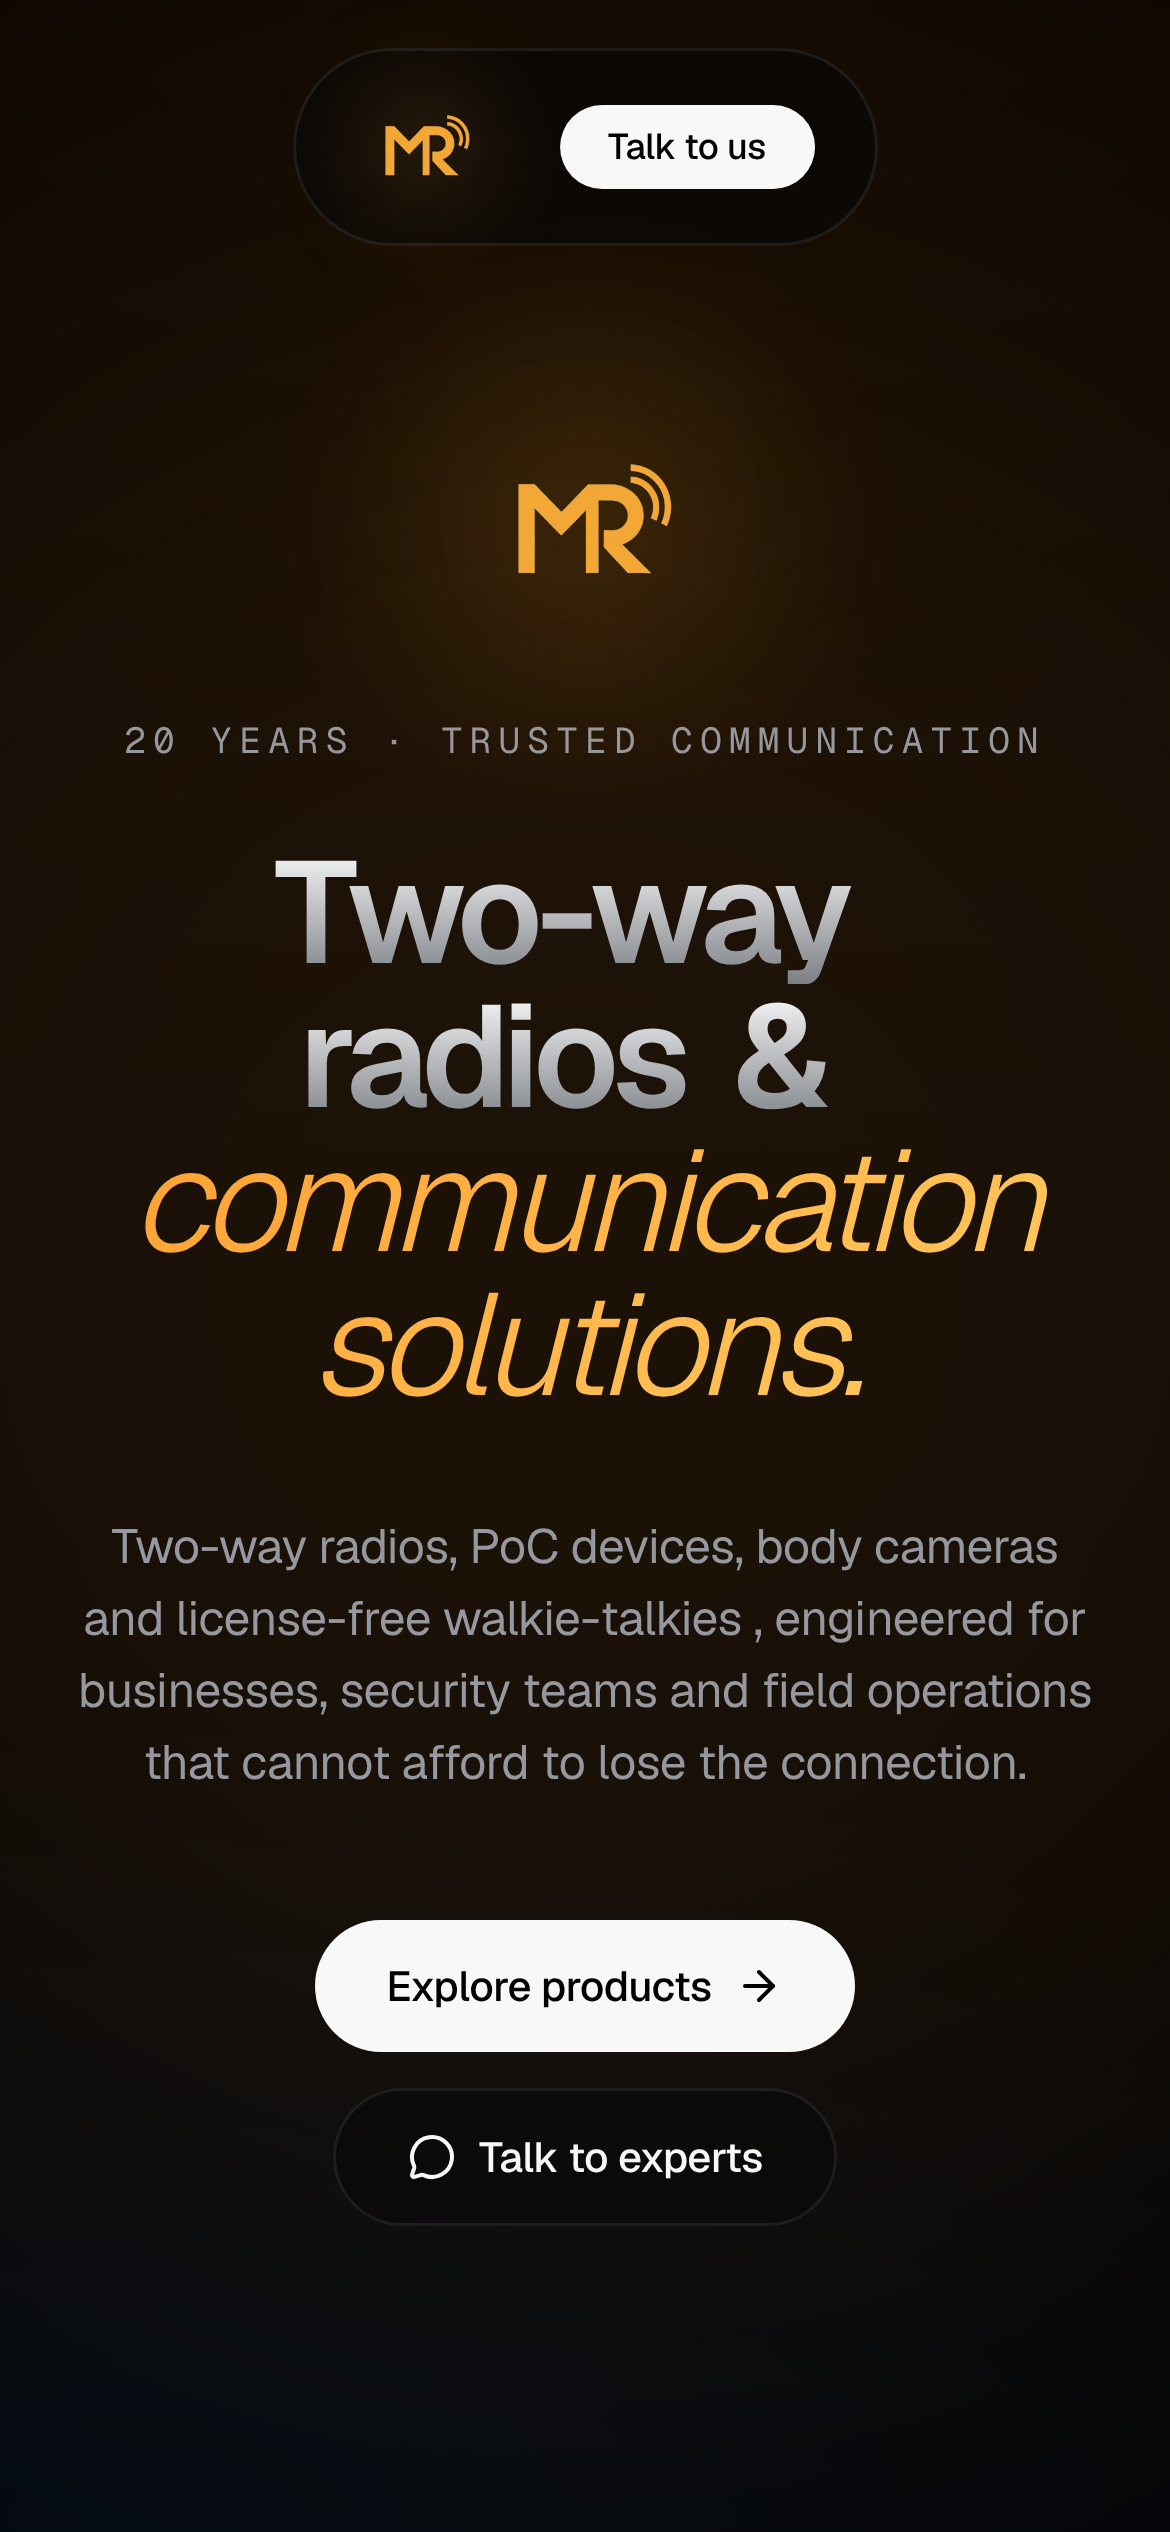 MR
Talk to us
MR
20 YEARS · TRUSTED COMMUNICATION
Two-way
radios &
communication
solutions.
Two-way radios, PoC devices, body cameras
and license-free walkie-talkies , engineered for
businesses, security teams and field operations
that cannot afford to lose the connection.
Explore products →
Talk to experts